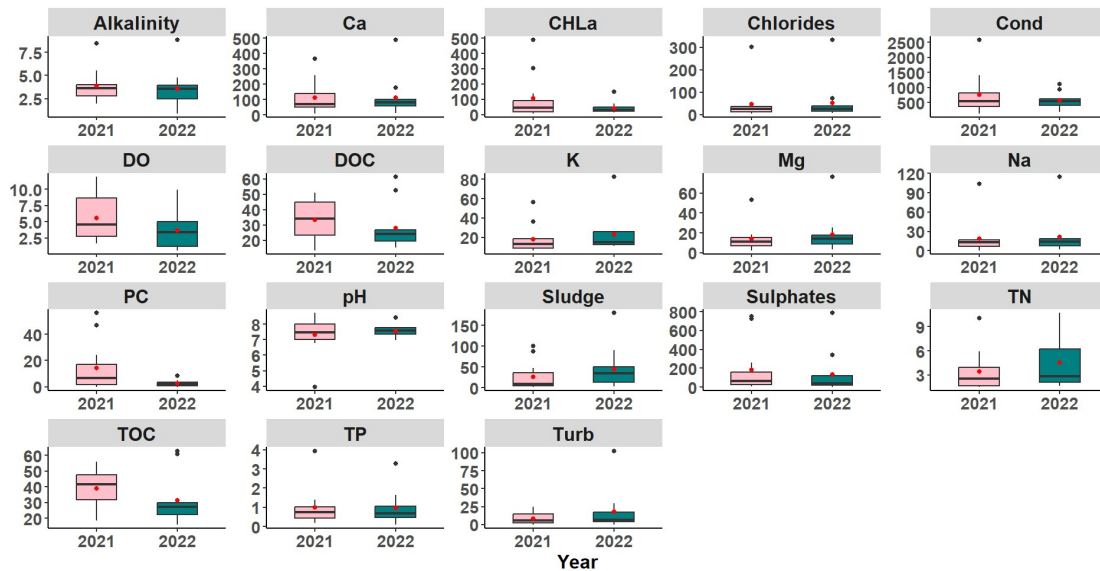 Alkalinity Ca CHLa Chlorides Cond
7.5 500 500 300 2500
400 400 2000
5.0 300 300 200 1500
200 200 100 1000
2.5 100 100 500
0 0 0
2021 2022 2021 2022 2021 2022 2021 2022 2021 2022
DO DOC K Mg Na
10.0 60 80 60 120
7.5 50 60 40 90
5.0 40 40 60
2.5 30 20 20 30
20 0 0 0
2021 2022 2021 2022 2021 2022 2021 2022 2021 2022
PC pH Sludge Sulphates TN
40 8 150 800 9
7 100 600
20 6 400 6
5 50 200 3
0 4 0 0
2021 2022 2021 2022 2021 2022 2021 2022 2021 2022
TOC TP Turb
60 4 100
50 3 75
40 2 50
30 1 25
20 0 0
2021 2022 2021 2022 2021 2022
Year